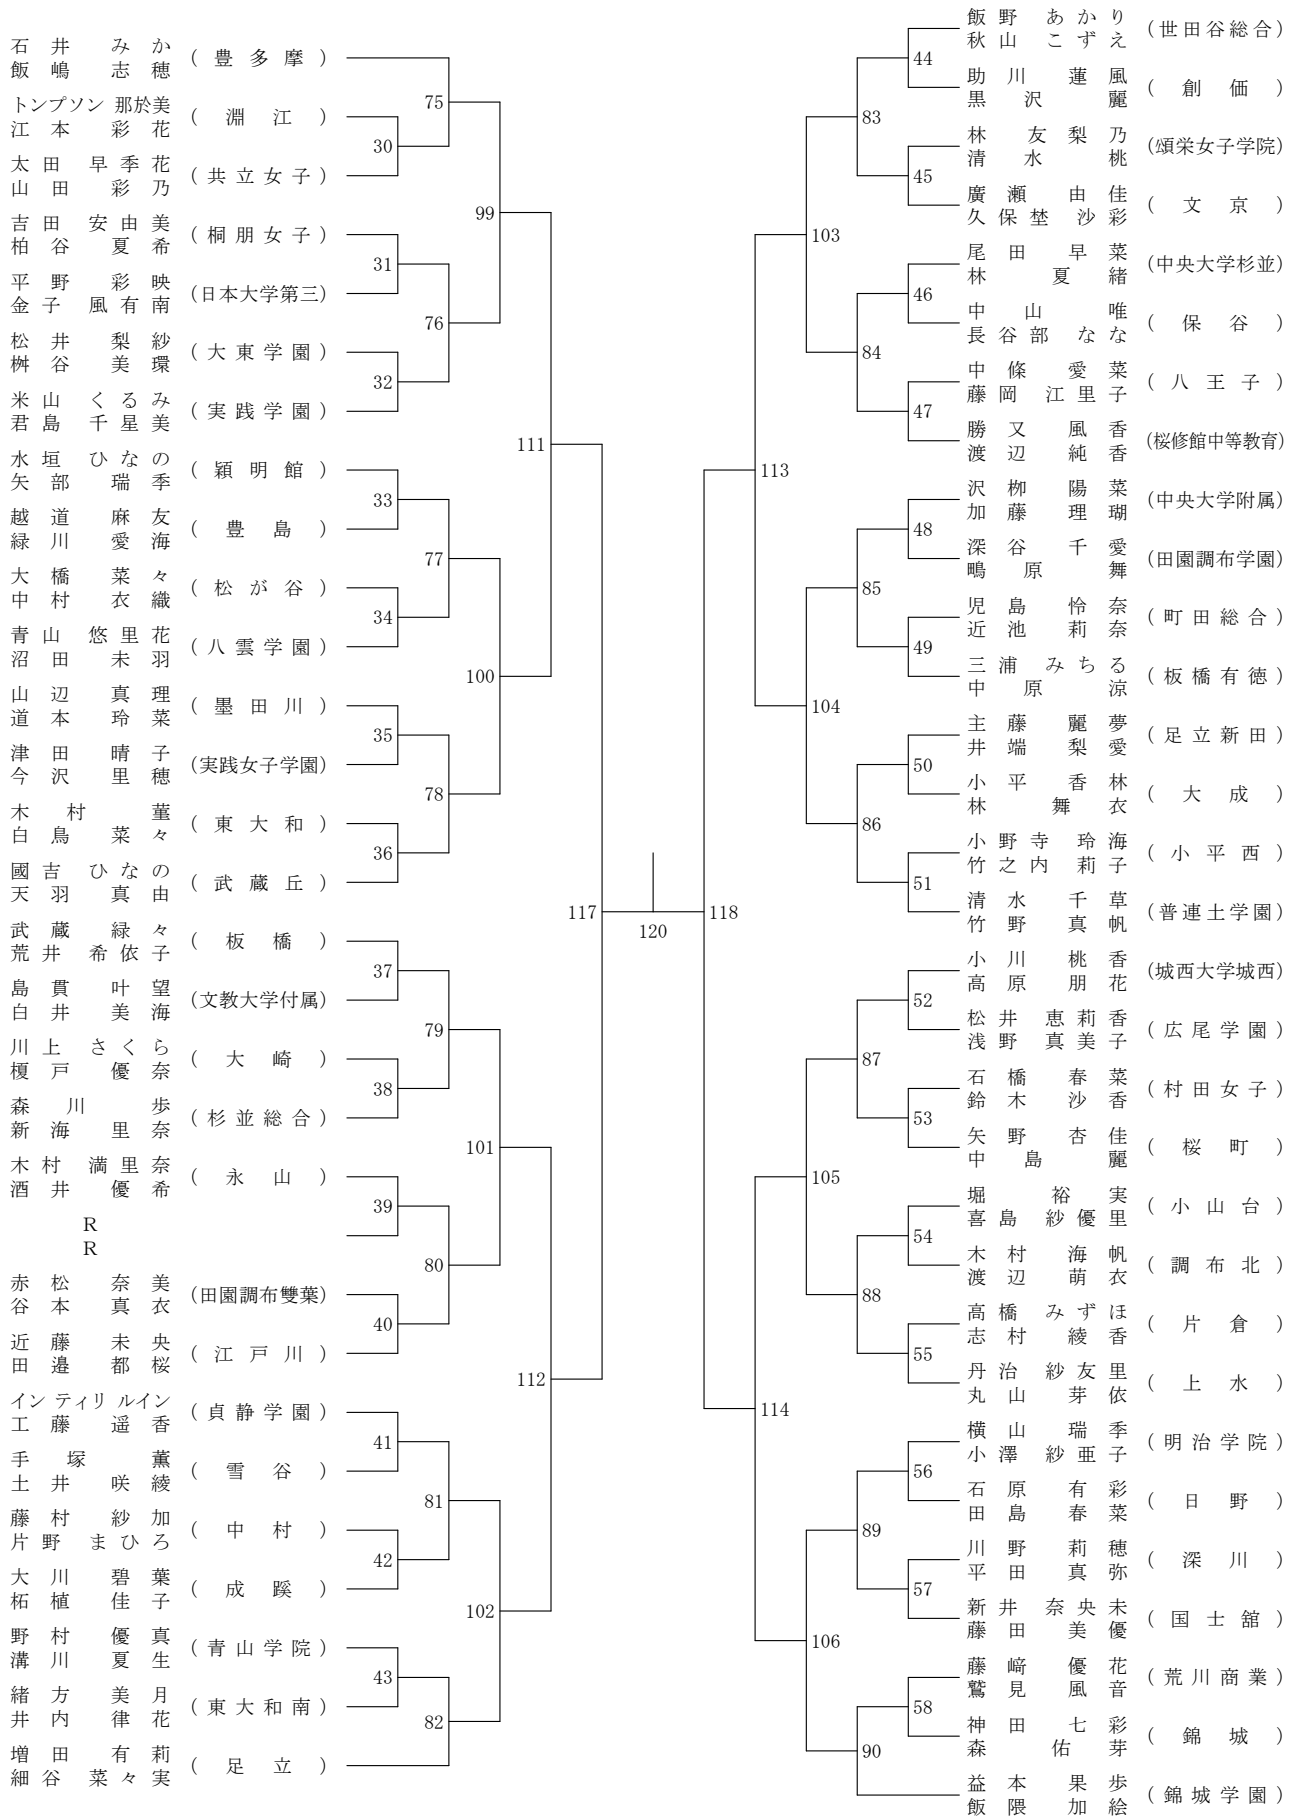 石井 みか
飯嶋 志穂
(豊多摩)
トンプソン 那於美
江本 彩花
(淵江)
太田 早季花
山田 彩乃
(共立女子)
吉田 安由美
柏谷 夏希
(桐朋女子)
平野 彩映
金子 風有南
(日本大学第三)
松井 梨紗
桝谷 美環
(大東学園)
米山 くるみ
君島 千星美
(実践学園)
水垣 ひなの
矢部 瑞季
(穎明館)
越道 麻友
緑川 愛海
(豊島)
大橋 菜々
中村 衣織
(松が谷)
青山 悠里花
沼田 未羽
(八雲学園)
山辺 真理
道本 玲菜
(墨田川)
津田 晴子
今沢 里穂
(実践女子学園)
木村 菫
白鳥 菜々
(東大和)
國吉 ひなの
天羽 真由
(武蔵丘)
武蔵 緑々
荒井 希依子
(板橋)
島貫 叶望
白井 美海
(文教大学付属)
川上 さくら
榎戸 優奈
(大崎)
森川 歩
新海 里奈
(杉並総合)
木村 満里奈
酒井 優希
(永山)
R
R
赤松 奈美
谷本 真衣
(田園調布雙葉)
近藤 未央
田邉 都桜
(江戸川)
イン ティリ ルイン
工藤 遥香
(貞静学園)
手塚 薫
土井 咲綾
(雪谷)
藤村 紗加
片野 まひろ
(中村)
大川 碧葉
柘植 佳子
(成蹊)
野村 優真
溝川 夏生
(青山学院)
緒方 美月
井内 律花
(東大和南)
増田 有莉
細谷 菜々実
(足立)
30
31
32
33
34
35
36
37
38
39
40
41
42
43
75
76
77
78
79
80
81
82
99
100
101
102
111
112
117
120
118
113
114
103
104
105
106
83
84
85
86
87
88
89
90
44
45
46
47
48
49
50
51
52
53
54
55
56
57
58
飯野 あかり
秋山 こずえ
(世田谷総合)
助川 蓮風
黒沢 麗
(創価)
林 友梨乃
清水 桃
(頌栄女子学院)
廣瀬 由佳
久保埜 沙彩
(文京)
尾田 早菜
林 夏緒
(中央大学杉並)
中山 唯
長谷部 なな
(保谷)
中條 愛菜
藤岡 江里子
(八王子)
勝又 風香
渡辺 純香
(桜修館中等教育)
沢栁 陽菜
加藤 理瑚
(中央大学附属)
深谷 千愛
鴫原 舞
(田園調布学園)
児島 怜奈
近池 莉奈
(町田総合)
三浦 みちる
中原 涼
(板橋有徳)
主藤 麗夢
井端 梨愛
(足立新田)
小平 香林
林 舞衣
(大成)
小野寺 玲海
竹之内 莉子
(小平西)
清水 千草
竹野 真帆
(普連土学園)
小川 桃香
高原 朋花
(城西大学城西)
松井 恵莉香
浅野 真美子
(広尾学園)
石橋 春菜
鈴木 沙香
(村田女子)
矢野 杏佳
中島 麗
(桜町)
堀 裕実
喜島 紗優里
(小山台)
木村 海帆
渡辺 萌衣
(調布北)
高橋 みずほ
志村 綾香
(片倉)
丹治 紗友里
丸山 芽依
(上水)
横山 瑞季
小澤 紗亜子
(明治学院)
石原 有彩
田島 春菜
(日野)
川野 莉穂
平田 真弥
(深川)
新井 奈央未
藤田 美優
(国士舘)
藤﨑 優花
鷲見 風音
(荒川商業)
神田 七彩
森 佑芽
(錦城)
益本 果歩
飯隈 加絵
(錦城学園)